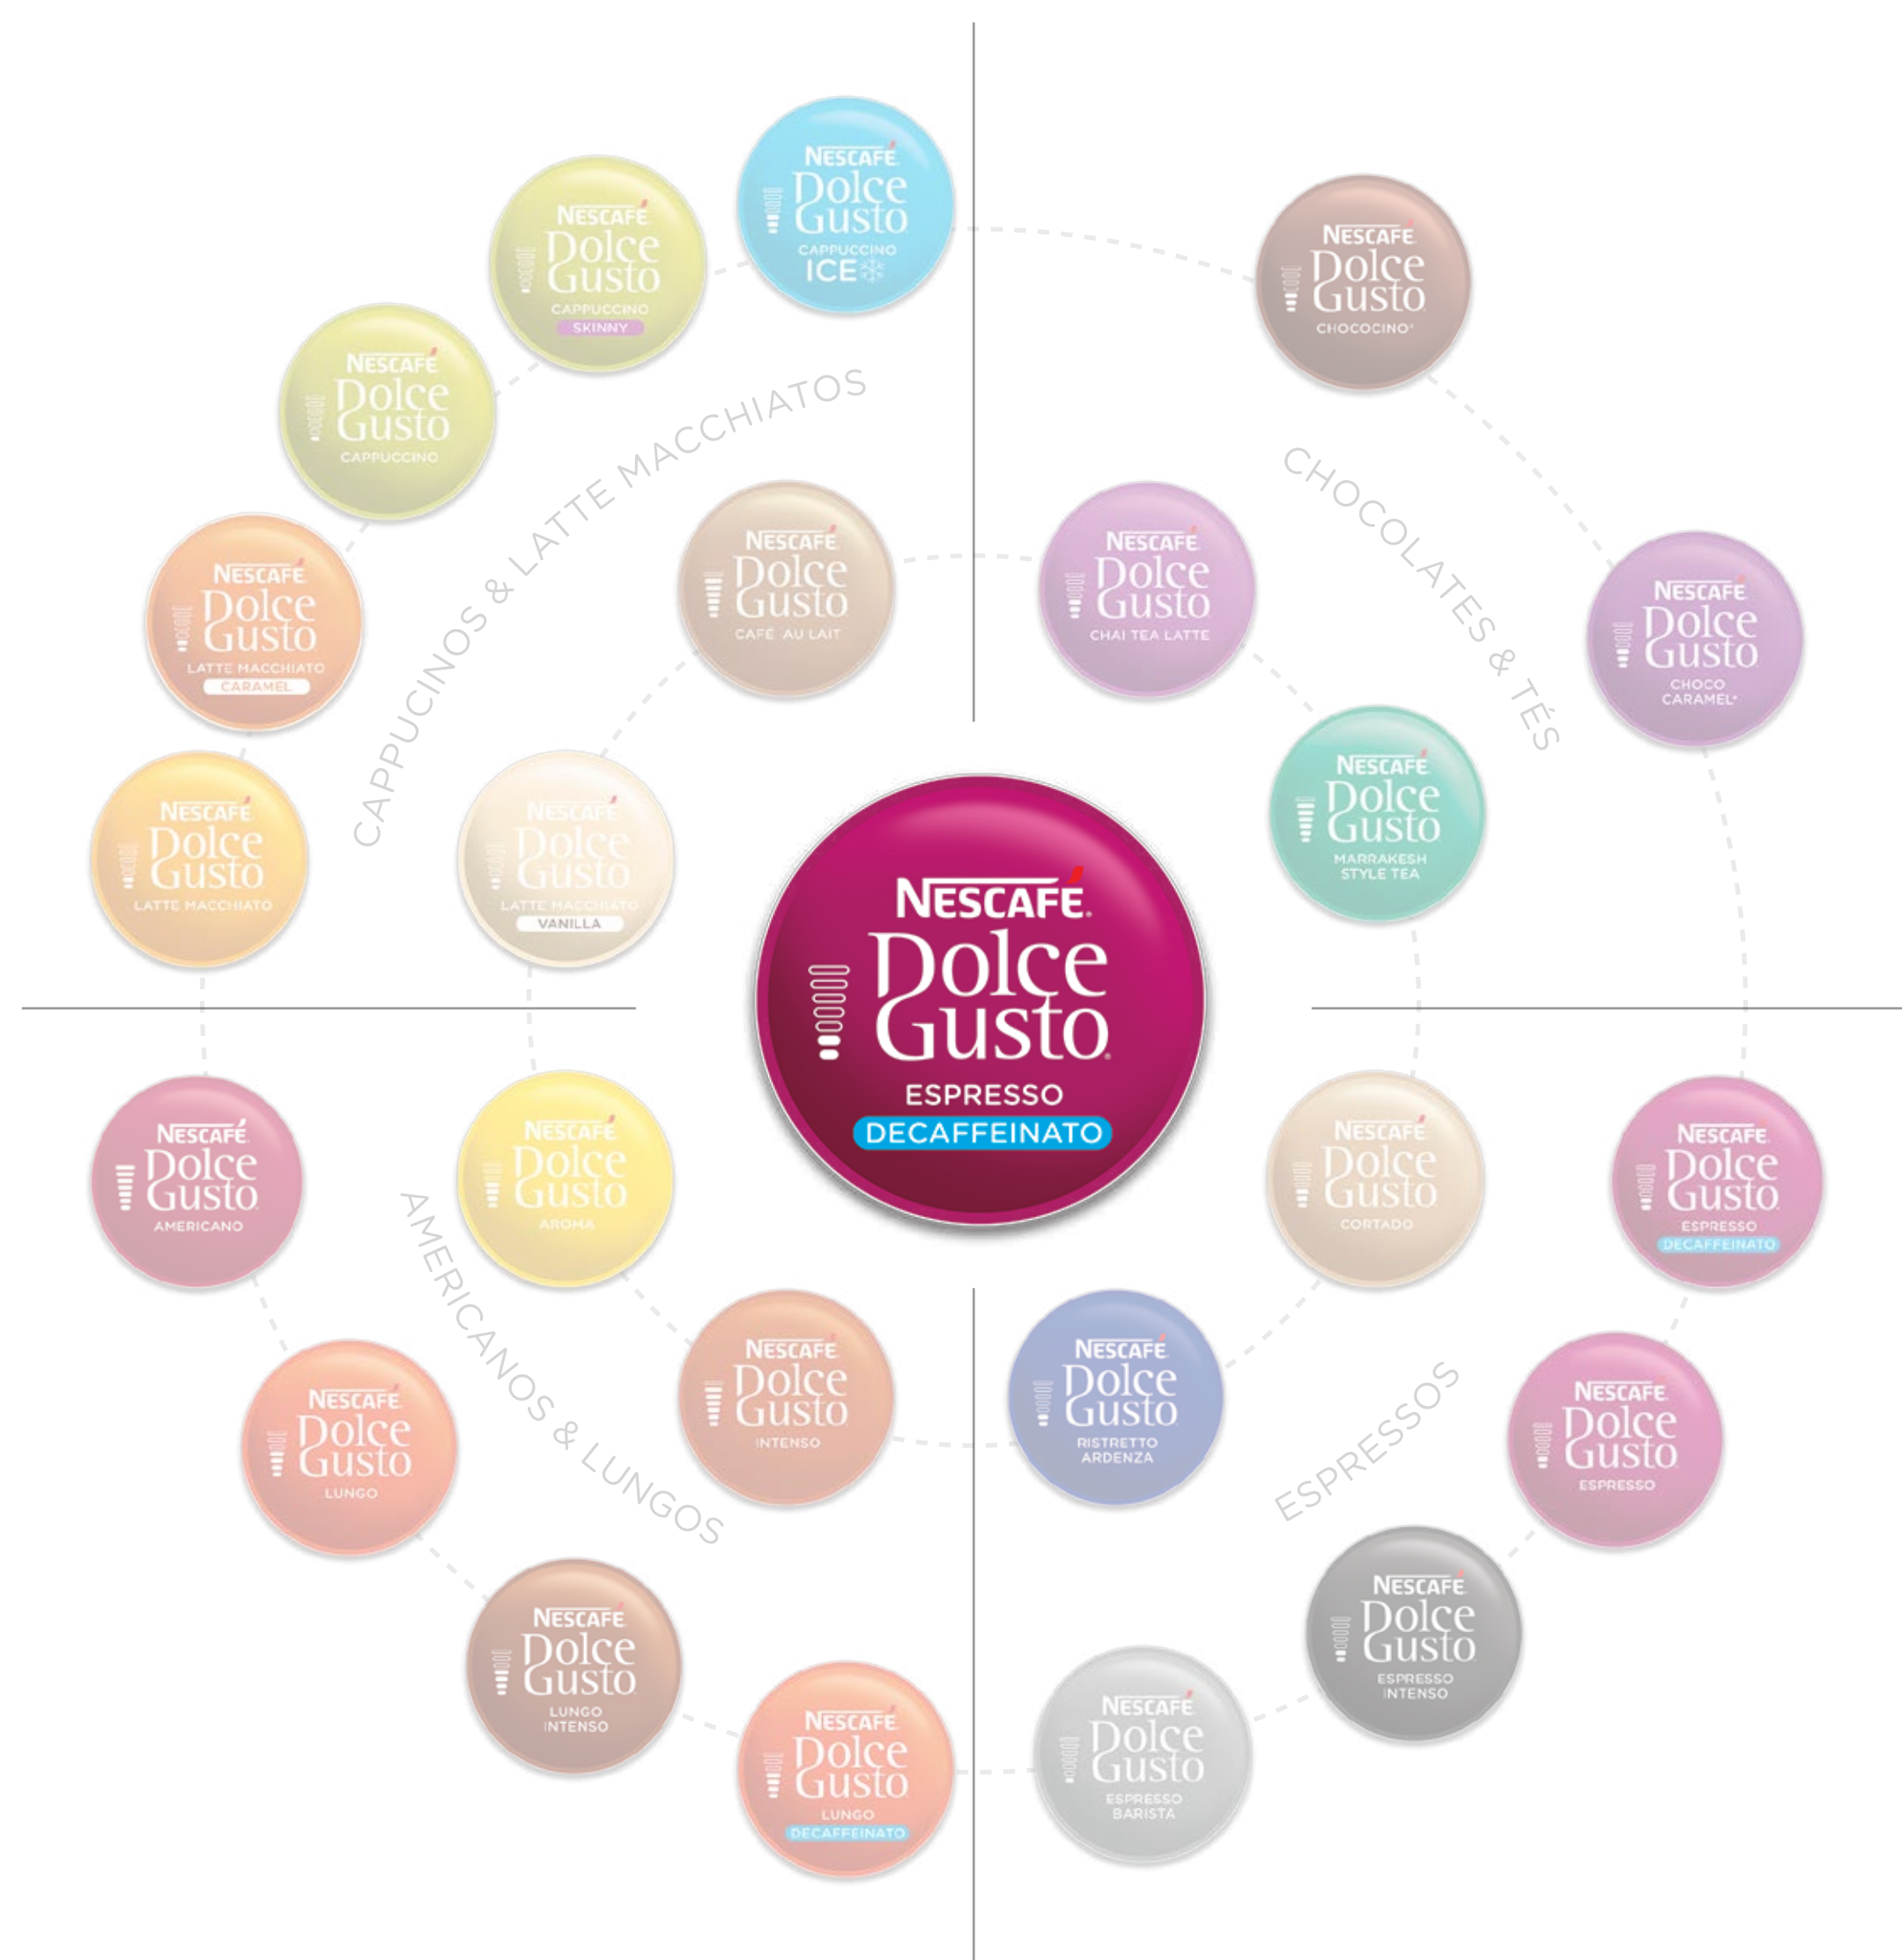 NESCAFÉ
Dolce
Gusto
CAPPUCCINO
ICE
NESCAFÉ
Dolce
Gusto
CAPPUCCINO
SKINNY
NESCAFÉ
Dolce
Gusto
CAPPUCCINO
NESCAFÉ
Dolce
Gusto
LATTE MACCHIATO
CARAMEL
NESCAFÉ
Dolce
Gusto
LATTE MACCHIATO
CAPPUCINOS & LATTE MACCHIATOS
NESCAFÉ
Dolce
Gusto
CAFÉ AU LAIT
NESCAFÉ
Dolce
Gusto
LATTE MACCHIATO
VANILLA
NESCAFÉ
Dolce
Gusto
CHOCOCINO®
CHOCOLATES & TÉS
NESCAFÉ
Dolce
Gusto
CHAI TEA LATTE
NESCAFÉ
Dolce
Gusto
CHOCO
CARAMEL®
NESCAFÉ
Dolce
Gusto
MARRAKESH
STYLE TEA
NESCAFÉ®
Dolce
Gusto®
ESPRESSO
DECAFFEINATO
NESCAFÉ
Dolce
Gusto
AMERICANO
NESCAFÉ
Dolce
Gusto
AROMA
AMERICANOS & LUNGOS
NESCAFÉ
Dolce
Gusto
LUNGO
NESCAFÉ
Dolce
Gusto
INTENSO
NESCAFÉ
Dolce
Gusto
LUNGO
INTENSO
NESCAFÉ
Dolce
Gusto
LUNGO
DECAFFEINATO
NESCAFÉ
Dolce
Gusto
CORTADO
NESCAFÉ
Dolce
Gusto
ESPRESSO
DECAFFEINATO
NESCAFÉ
Dolce
Gusto
RISTRETTO
ARDENZA
ESPRESSOS
NESCAFÉ
Dolce
Gusto
ESPRESSO
NESCAFÉ
Dolce
Gusto
ESPRESSO
INTENSO
NESCAFÉ
Dolce
Gusto
ESPRESSO
BARISTA